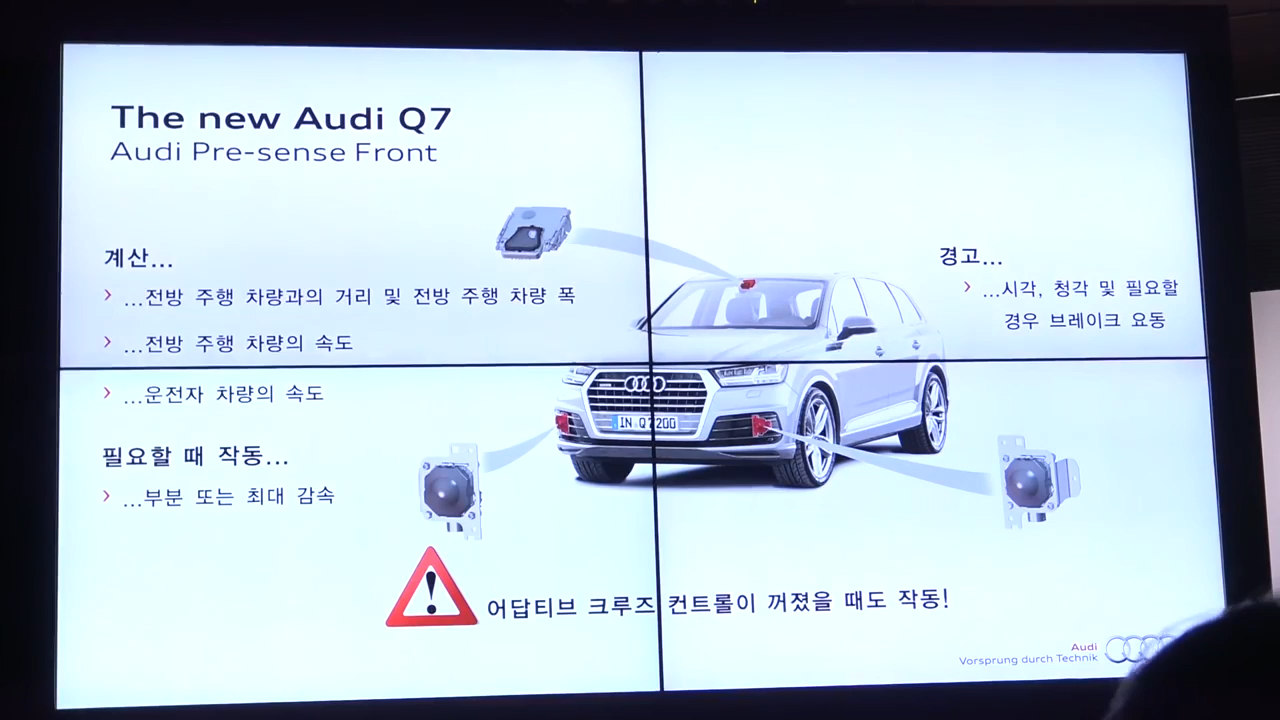 The new Audi Q7
Audi Pre-sense Front
계산...
...전방 주행 차량과의 거리 및 전방 주행 차량 폭
...전방 주행 차량의 속도
...운전자 차량의 속도
필요할 때 작동...
...부분 또는 최대 감속
경고...
...시각, 청각 및 필요할
경우 브레이크 요동
IN Q 7200
어답티브 크루즈 컨트롤이 꺼졌을 때도 작동!
Audi
Vorsprung durch Technik